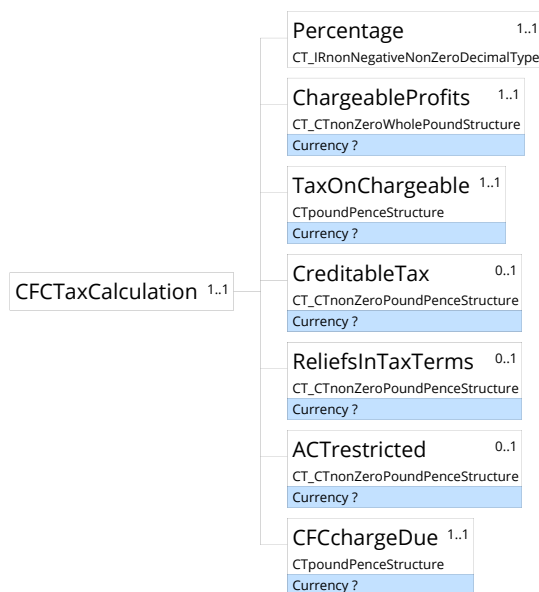 Percentage 1..1
CT_IRnonNegativeNonZeroDecimalType
ChargeableProfits 1..1
CT_CTnonZeroWholePoundStructure
Currency ?
TaxOnChargeable 1..1
CTpoundPenceStructure
Currency ?
CFCTaxCalculation 1..1
CreditableTax 0..1
CT_CTnonZeroPoundPenceStructure
Currency ?
ReliefsInTaxTerms 0..1
CT_CTnonZeroPoundPenceStructure
Currency ?
ACTrestricted 0..1
CT_CTnonZeroPoundPenceStructure
Currency ?
CFCchargeDue 1..1
CTpoundPenceStructure
Currency ?